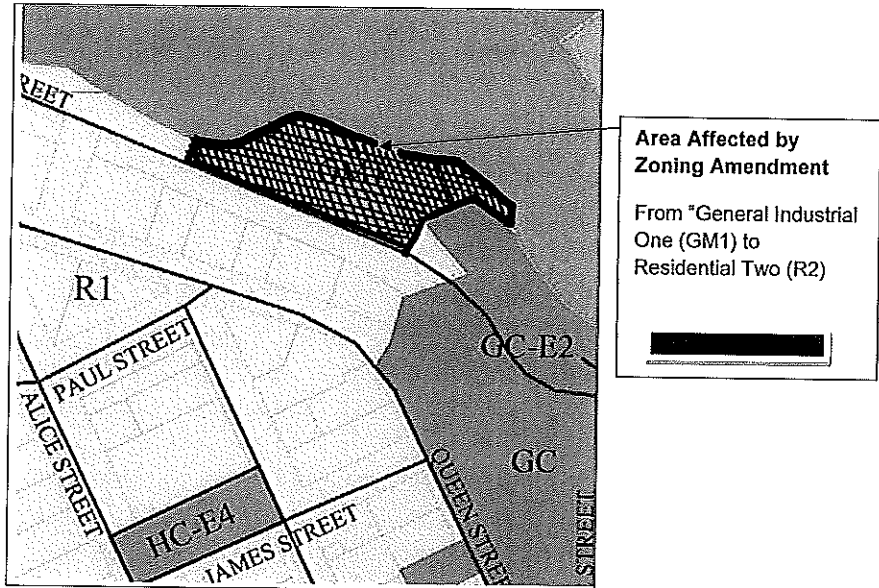 REET
R1
PAUL STREET
ALICE STREET
HC-E4
JAMES STREET
QUEEN STREE
GC-E2
GC
STREET
Area Affected by
Zoning Amendment
From "General Industrial
One (GM1) to
Residential Two (R2)